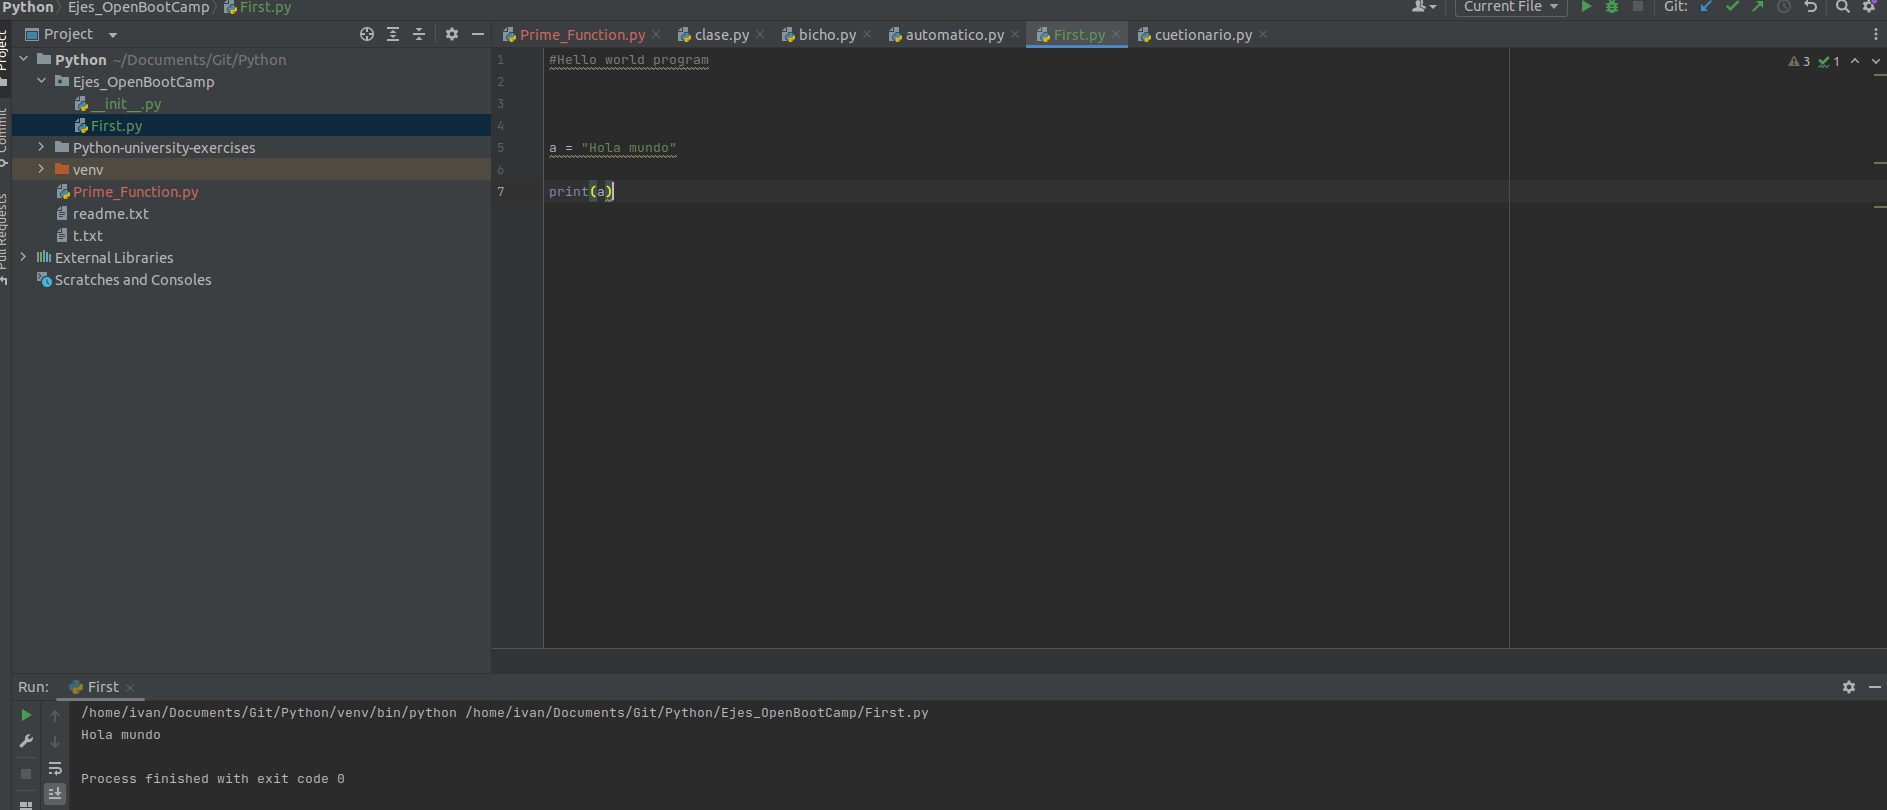 Python Ejes_OpenBootCamp First.py
Current File Git:
Project
Prime_Function.py clase.py bicho.py automatico.py First.py cuetionario.py
Project
Commit
Pull Requests
Python ~/Documents/Git/Python
Ejes_OpenBootCamp
__init__.py
First.py
Python-university-exercises
venv
Prime_Function.py
readme.txt
t.txt
External Libraries
Scratches and Consoles
3 1
1 #Hello world program
2
3
4
5 a = "Hola mundo"
6
7 print(a)
Run: First
/home/ivan/Documents/Git/Python/venv/bin/python /home/ivan/Documents/Git/Python/Ejes_OpenBootCamp/First.py
Hola mundo
Process finished with exit code 0